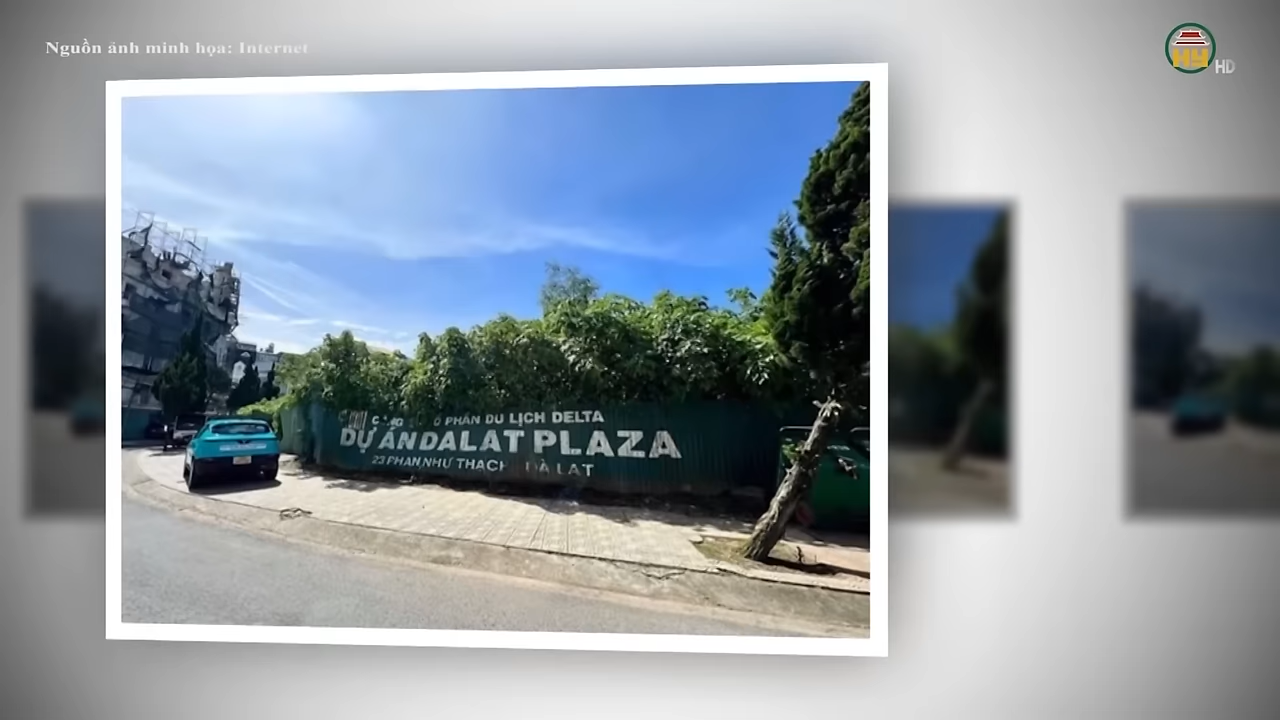 Nguồn ảnh minh họa: Internet
HY HD
PHẦN DU LỊCH DELTA
DỰ ÁN DALAT PLAZA
23 PHAN NHƯ THẠCH LẠT